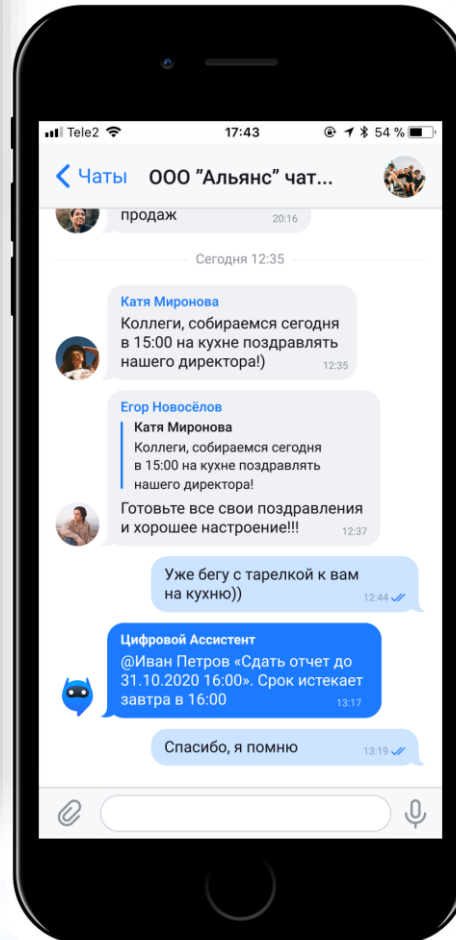 Tele2 17:43 54 %
Чаты ООО "Альянс" чат...
продаж 20:16
Сегодня 12:35
Катя Миронова
Коллеги, собираемся сегодня
в 15:00 на кухне поздравлять
нашего директора!) 12:35
Егор Новосёлов
Катя Миронова
Коллеги, собираемся сегодня
в 15:00 на кухне поздравлять
нашего директора!
Готовьте все свои поздравления
и хорошее настроение!!! 12:37
Уже бегу с тарелкой к вам
на кухню)) 12:44
Цифровой Ассистент
@Иван Петров «Сдать отчет до
31.10.2020 16:00». Срок истекает
завтра в 16:00 13:17
Спасибо, я помню 13:19